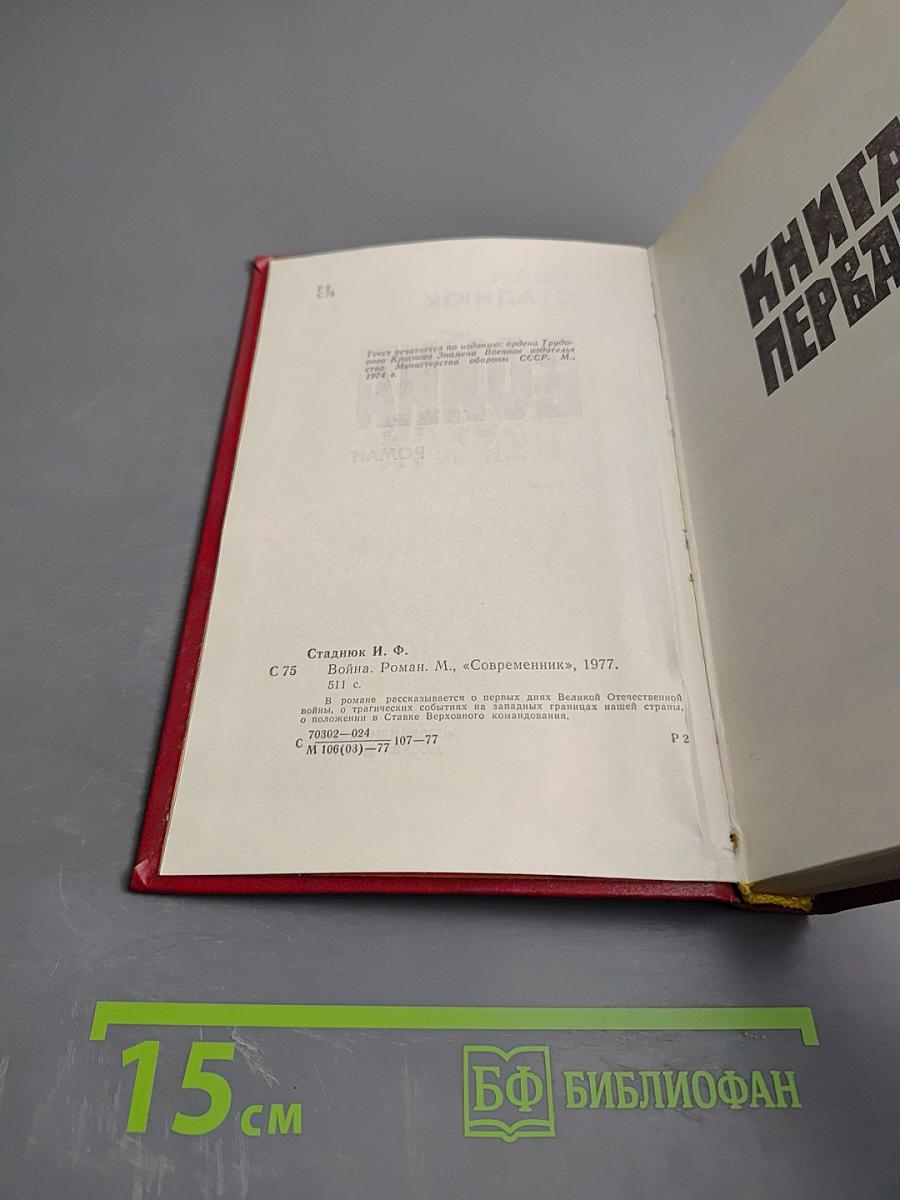 Р 2
С 75
Текст печатается по изданию: ордена Трудо-
вого Красного Знамени Военное издатель-
ство Министерства обороны СССР. М.,
1974 г.
Стаднюк И. Ф.
С 75 Война. Роман. М., «Современник», 1977.
511 с.
В романе рассказывается о первых днях Великой Отечественной
войны, о трагических событиях на западных границах нашей страны,
о положении в Ставке Верховного командования.
С 70302—024
М 106(03)—77 107—77 Р 2
КНИГА
ПЕРВА
15 см
БФ БИБЛИОФАН